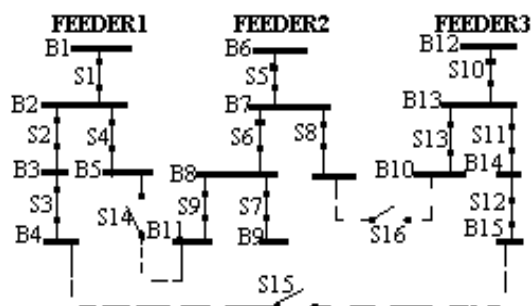 FEEDER1 FEEDER2 FEEDER3
B1 B6 B12
S1 S5 S10
B2 B7 B13
S2 S4 S6 S8 S13 S11
B3 B5 B8 B10 B14
S3 S14 S9 S7 S12
B4 B11 B9 S16 B15
S15